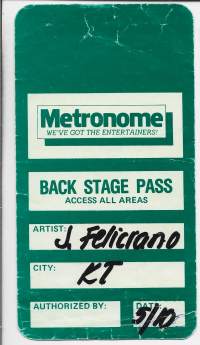 Metronome
WE'VE GOT THE ENTERTAINERS!
BACK STAGE PASS
ACCESS ALL AREAS
ARTIST:
J. Felicrano
CITY:
KT
AUTHORIZED BY: DATE:
5/10